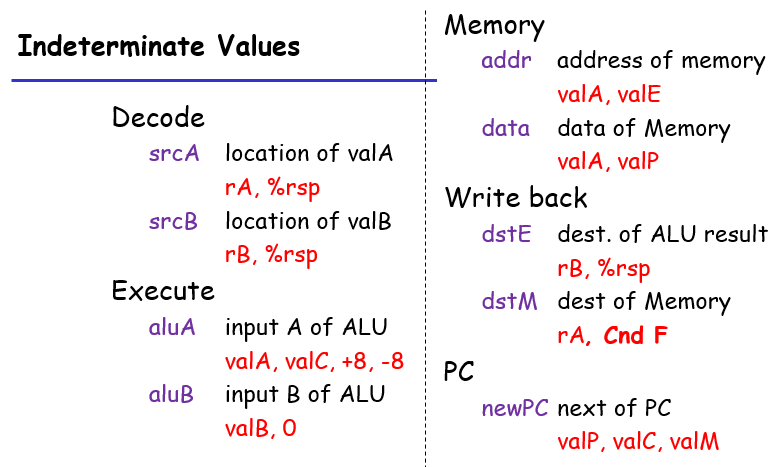 Indeterminate Values
Decode
srcA location of valA
rA, %rsp
srcB location of valB
rB, %rsp
Execute
aluA input A of ALU
valA, valC, +8, -8
aluB input B of ALU
valB, 0
Memory
addr address of memory
valA, valE
data data of Memory
valA, valP
Write back
dstE dest. of ALU result
rB, %rsp
dstM dest of Memory
rA, Cnd F
PC
newPC next of PC
valP, valC, valM